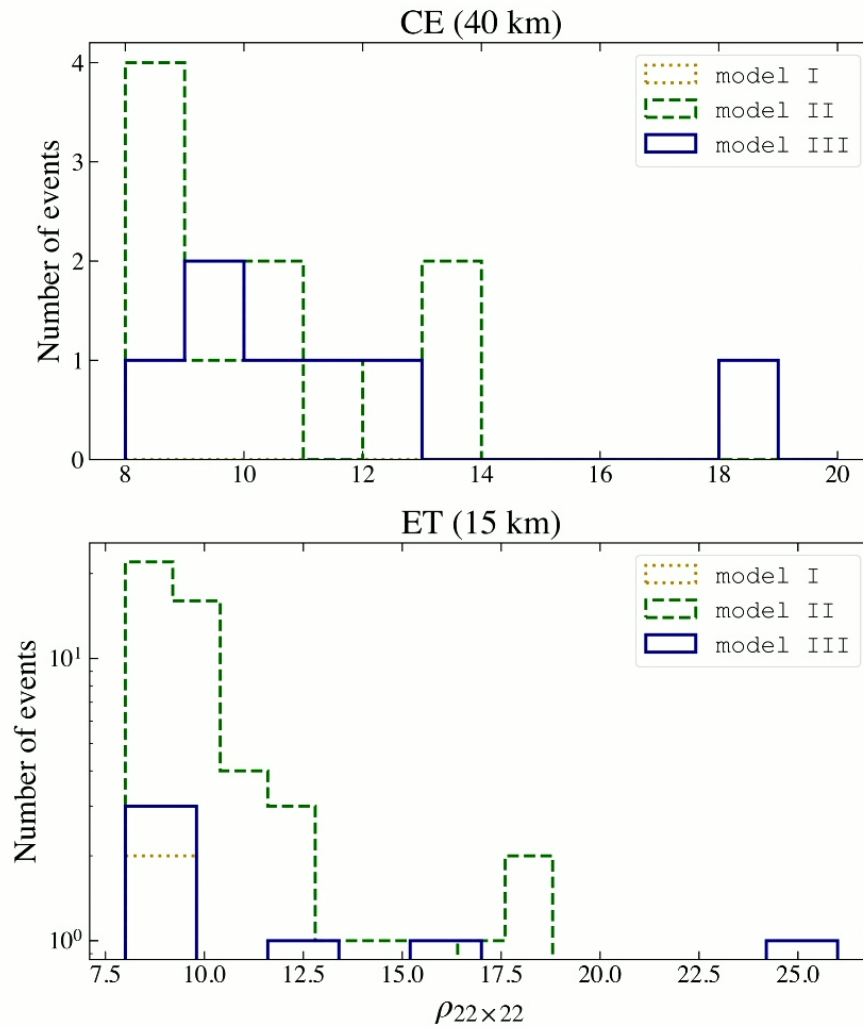 CE (40 km)
4
3
2
1
0
Number of events
model I
model II
model III
8 10 12 14 16 18 20
ET (15 km)
10¹
10⁰
Number of events
model I
model II
model III
7.5 10.0 12.5 15.0 17.5 20.0 22.5 25.0
ρ₂₂×₂₂